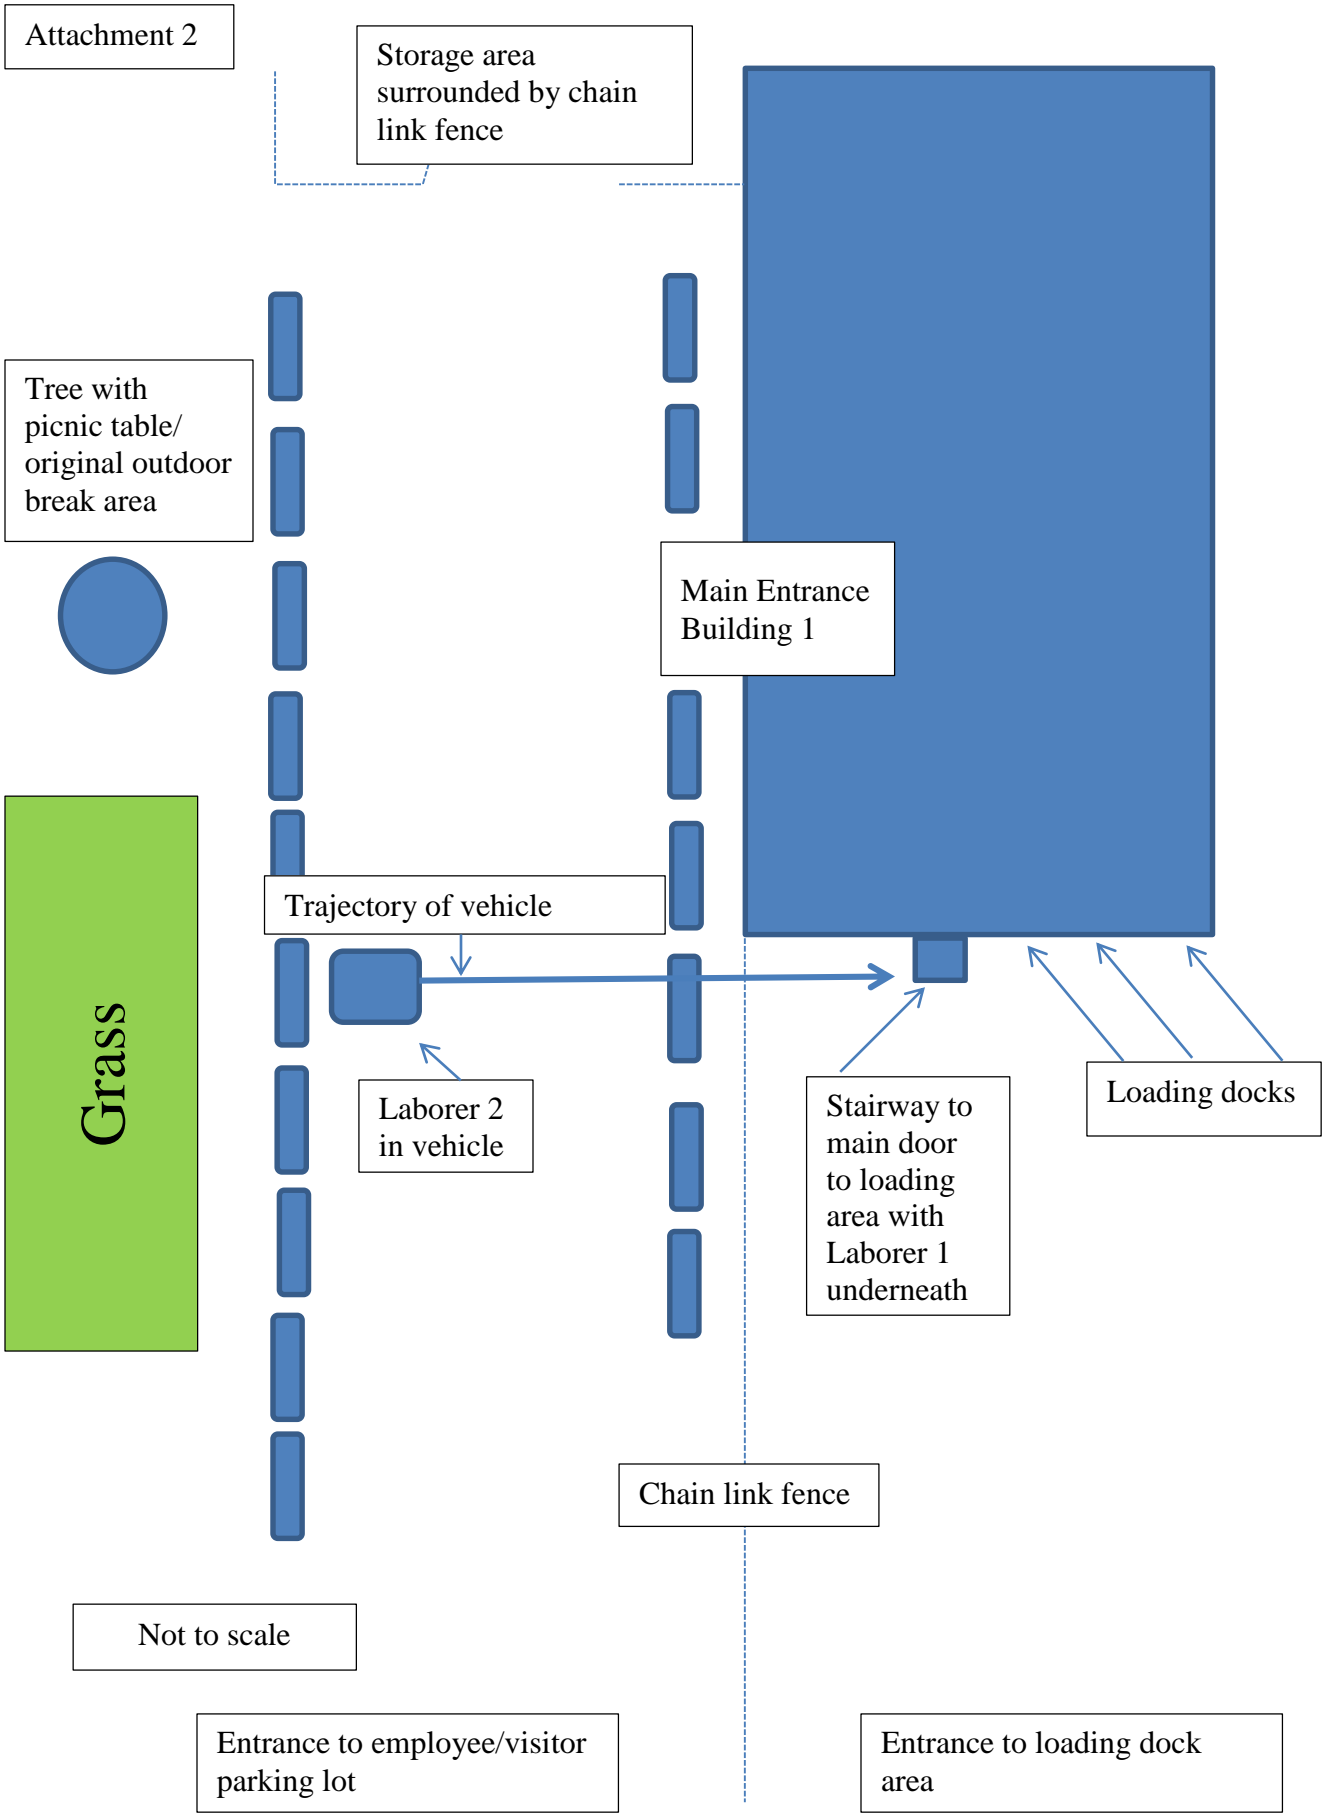 Attachment 2
Storage area
surrounded by chain
link fence
Tree with
picnic table/
original outdoor
break area
Main Entrance
Building 1
Trajectory of vehicle
Grass
Laborer 2
in vehicle
Stairway to
main door
to loading
area with
Laborer 1
underneath
Loading docks
Chain link fence
Not to scale
Entrance to employee/visitor
parking lot
Entrance to loading dock
area